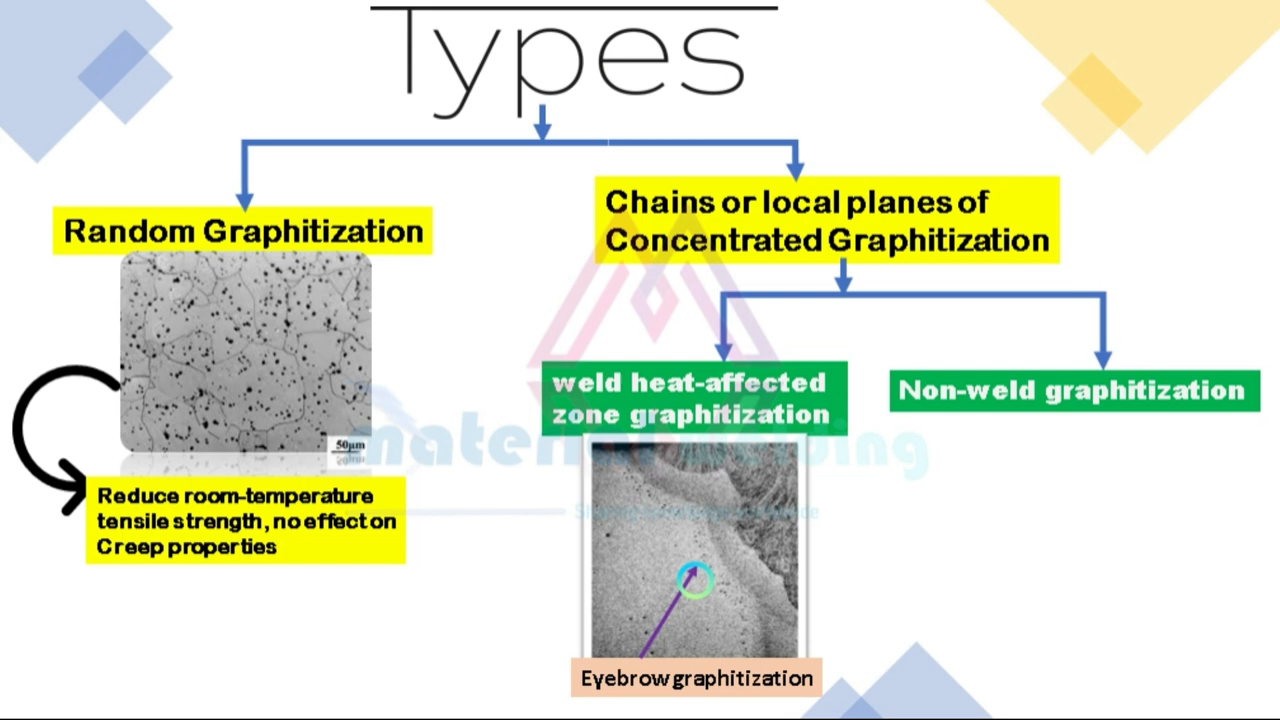 Types
Random Graphitization
Chains or local planes of
Concentrated Graphitization
50μm
Reduce room-temperature
tensile strength, no effect on
Creep properties
weld heat-affected
zone graphitization
Non-weld graphitization
Eyebrow graphitization